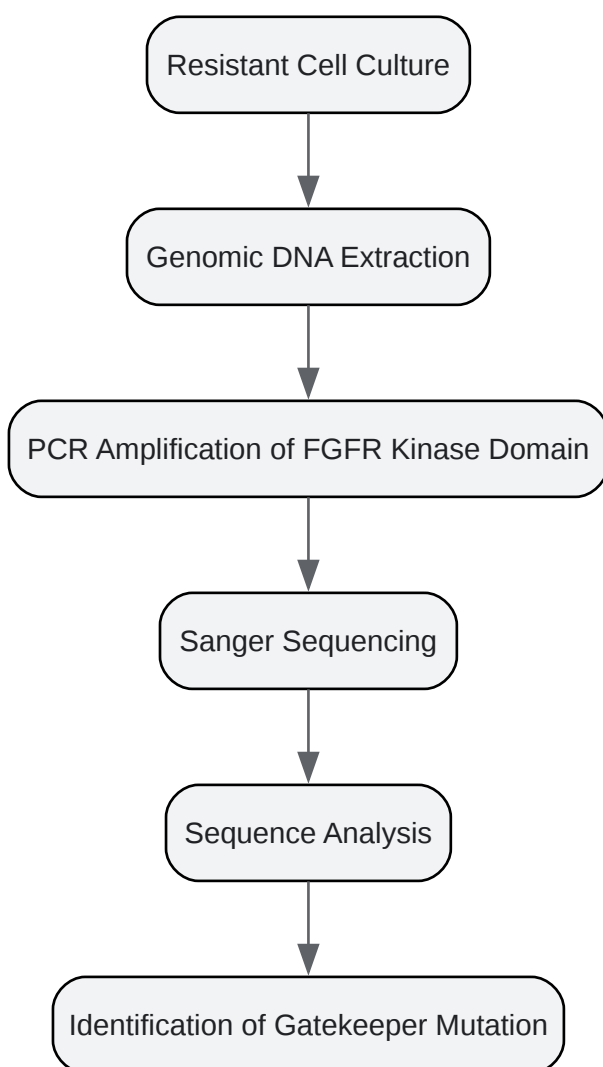 Resistant Cell Culture
Genomic DNA Extraction
PCR Amplification of FGFR Kinase Domain
Sanger Sequencing
Sequence Analysis
Identification of Gatekeeper Mutation